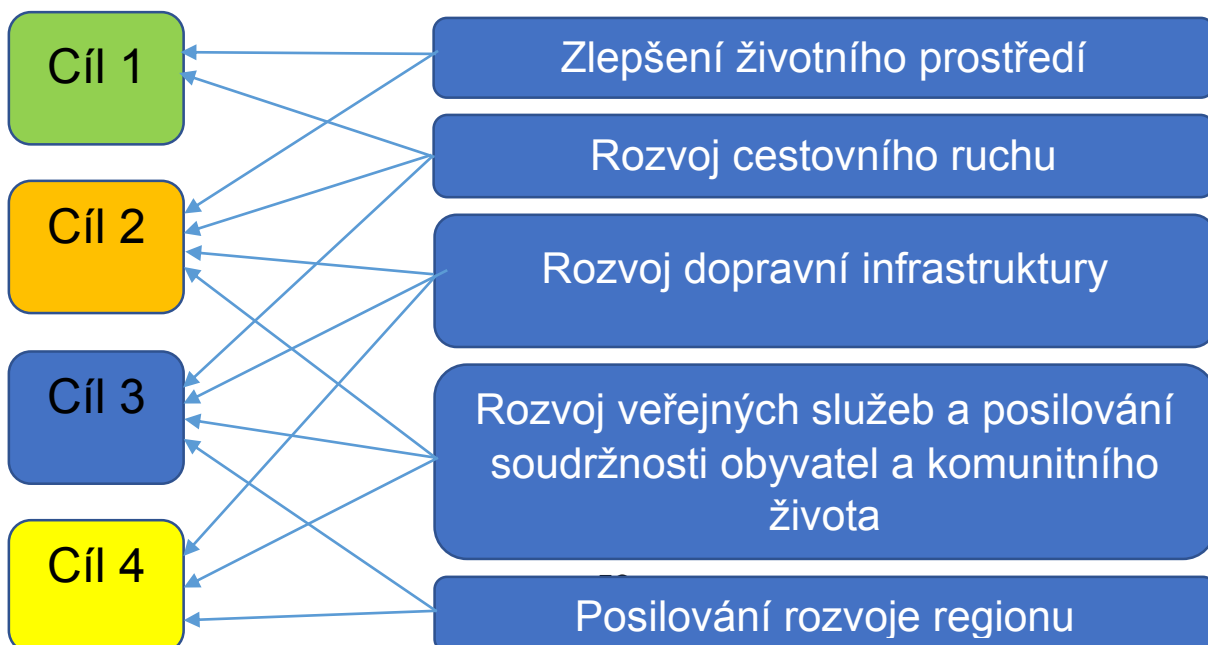 Cíl 1
Zlepšení životního prostředí
Rozvoj cestovního ruchu
Cíl 2
Rozvoj dopravní infrastruktury
Cíl 3
Rozvoj veřejných služeb a posilování
soudržnosti obyvatel a komunitního
života
Cíl 4
Posilování rozvoje regionu